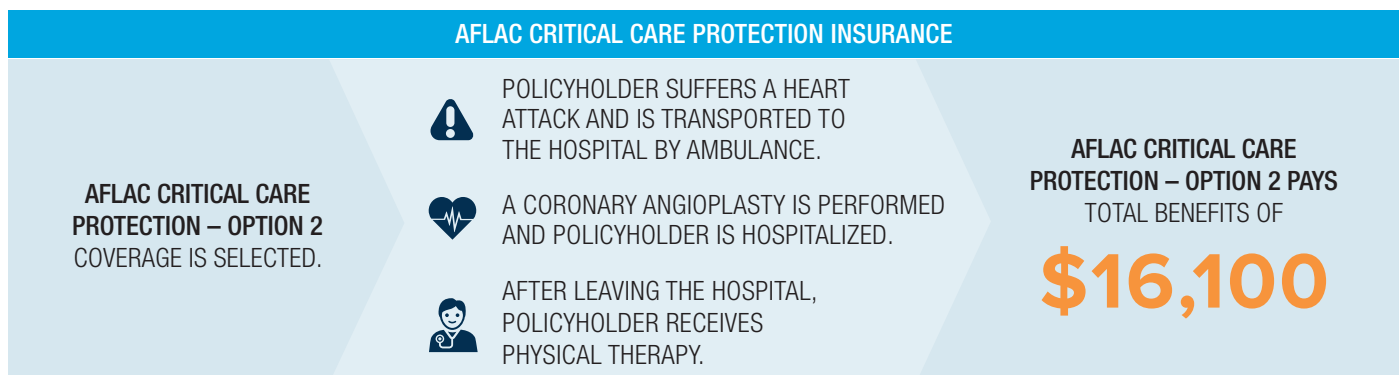 AFLAC CRITICAL CARE PROTECTION INSURANCE
AFLAC CRITICAL CARE
PROTECTION – OPTION 2
COVERAGE IS SELECTED.
POLICYHOLDER SUFFERS A HEART
ATTACK AND IS TRANSPORTED TO
THE HOSPITAL BY AMBULANCE.
A CORONARY ANGIOPLASTY IS PERFORMED
AND POLICYHOLDER IS HOSPITALIZED.
AFTER LEAVING THE HOSPITAL,
POLICYHOLDER RECEIVES
PHYSICAL THERAPY.
AFLAC CRITICAL CARE
PROTECTION – OPTION 2 PAYS
TOTAL BENEFITS OF
$16,100